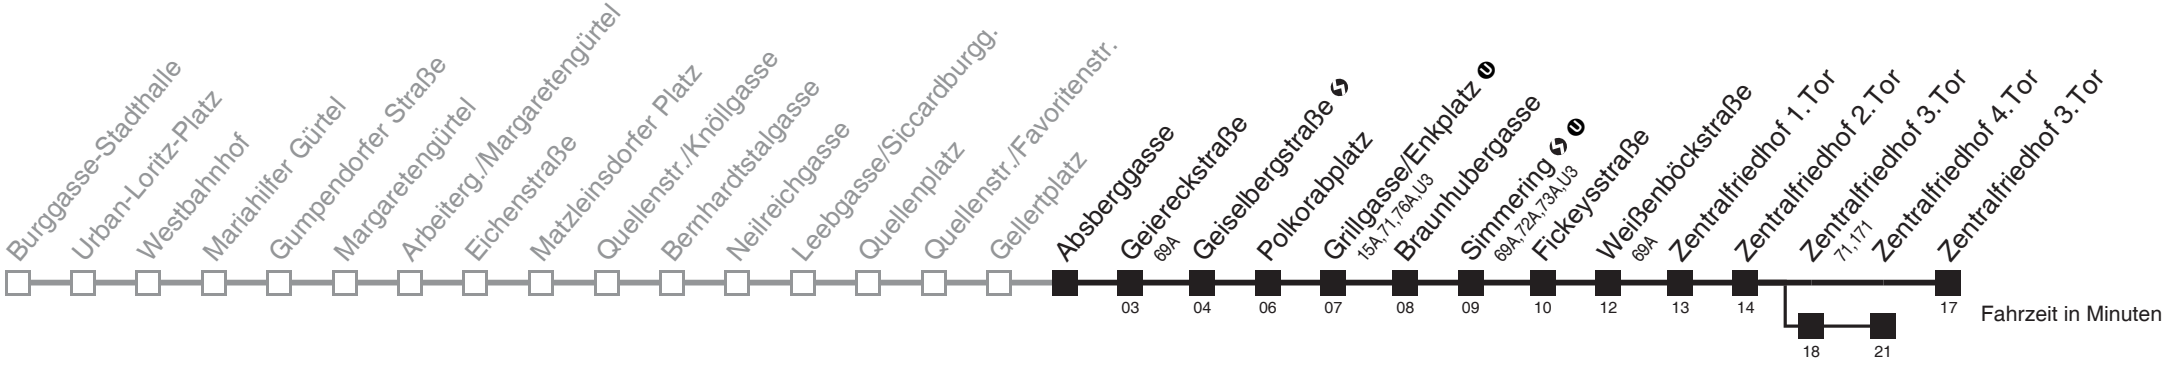 Burggasse-Stadthalle
Urban-Loritz-Platz
Westbahnhof
Mariahilfer Gürtel
Gumpendorfer Straße
Margaretengürtel
Arbeiterg./Margaretengürtel
Eichenstraße
Matzleinsdorfer Platz
Quellenstr./Knöllgasse
Bernhardtstalgasse
Neilreichgasse
Leebgasse/Siccardburgg.
Quellenplatz
Quellenstr./Favoritenstr.
Gellertplatz
Absberggasse
Geiereckstraße
69A
Geiselbergstraße
Polkorabplatz
Grillgasse/Enkplatz U
15A,71,76A,U3
Braunhubergasse
Simmering U
69A,72A,73A,U3
Fickeysstraße
Weißenböckstraße
69A
Zentralfriedhof 1.Tor
Zentralfriedhof 2.Tor
Zentralfriedhof 3.Tor
71,171
Zentralfriedhof 4.Tor
Zentralfriedhof 3.Tor
03 04 06 07 08 09 10 12 13 14 17
Fahrzeit in Minuten
18 21